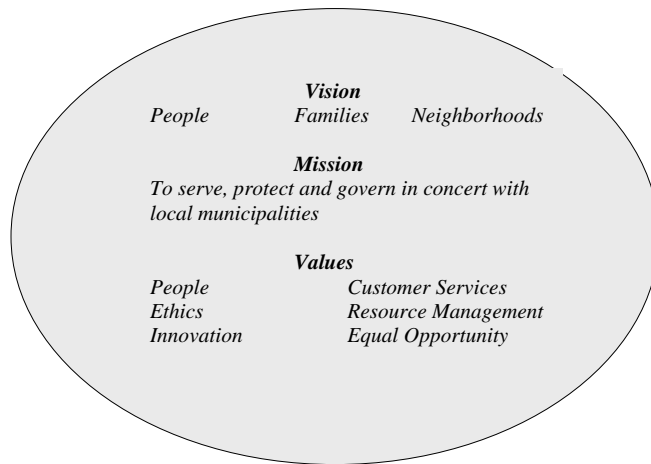 Vision
People Families Neighborhoods
Mission
To serve, protect and govern in concert with
local municipalities
Values
People Customer Services
Ethics Resource Management
Innovation Equal Opportunity